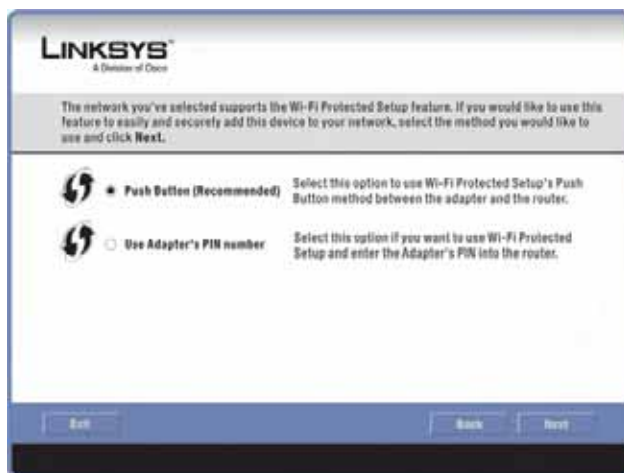 LINKSYS
A Division of Cisco
The network you've selected supports the Wi-Fi Protected Setup feature. If you would like to use this
feature to easily and securely add this device to your network, select the method you would like to
use and click Next.
Push Button (Recommended)
Select this option to use Wi-Fi Protected Setup's Push
Button method between the adapter and the router.
Use Adapter's PIN number
Select this option if you want to use Wi-Fi Protected
Setup and enter the Adapter's PIN into the router.
Exit
Back
Next